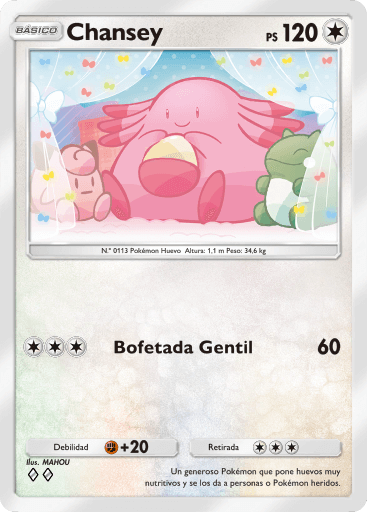 BÁSICO Chansey PS 120
N.º 0113 Pokémon Huevo Altura: 1,1 m Peso: 34,6 kg
Bofetada Gentil 60
Debilidad +20 Retirada
Ilus. MAHOU
Un generoso Pokémon que pone huevos muy
nutritivos y se los da a personas o Pokémon heridos.